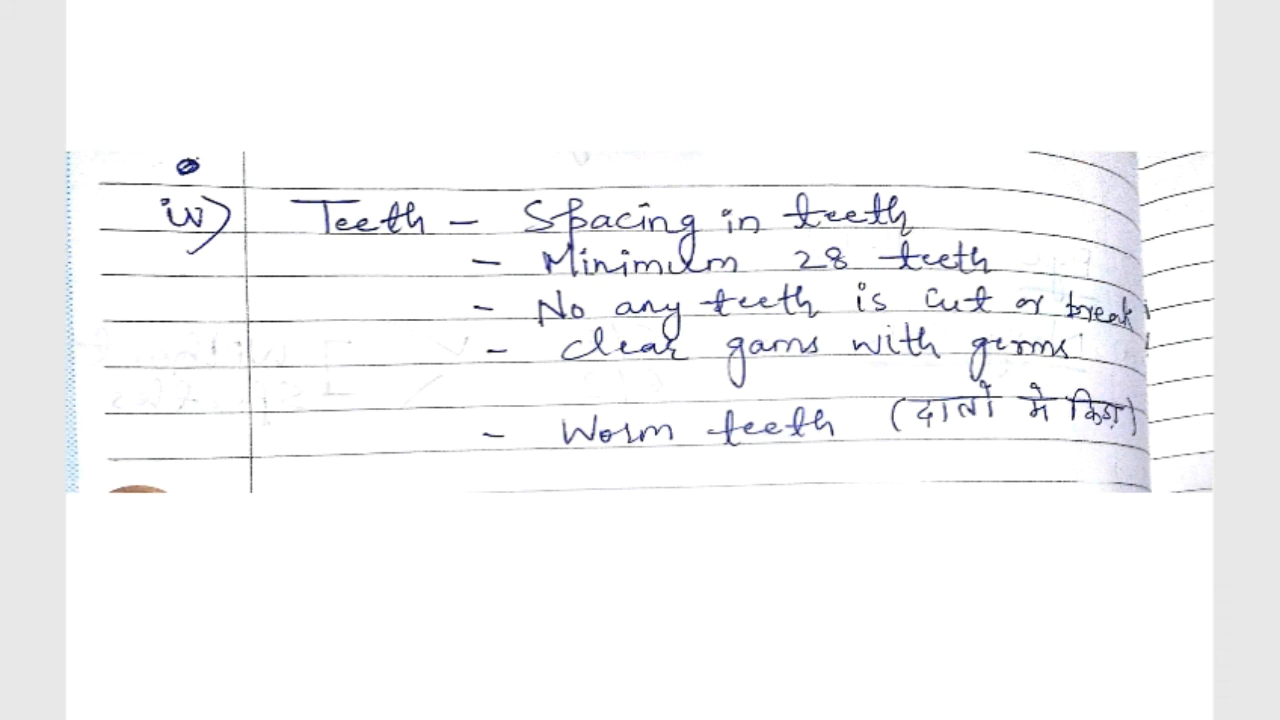 iv) Teeth - Spacing in teeth
- Minimum 28 teeth
- No any teeth is cut or break
- clear gams with germs
- Worm teeth (दातों मे किडा)